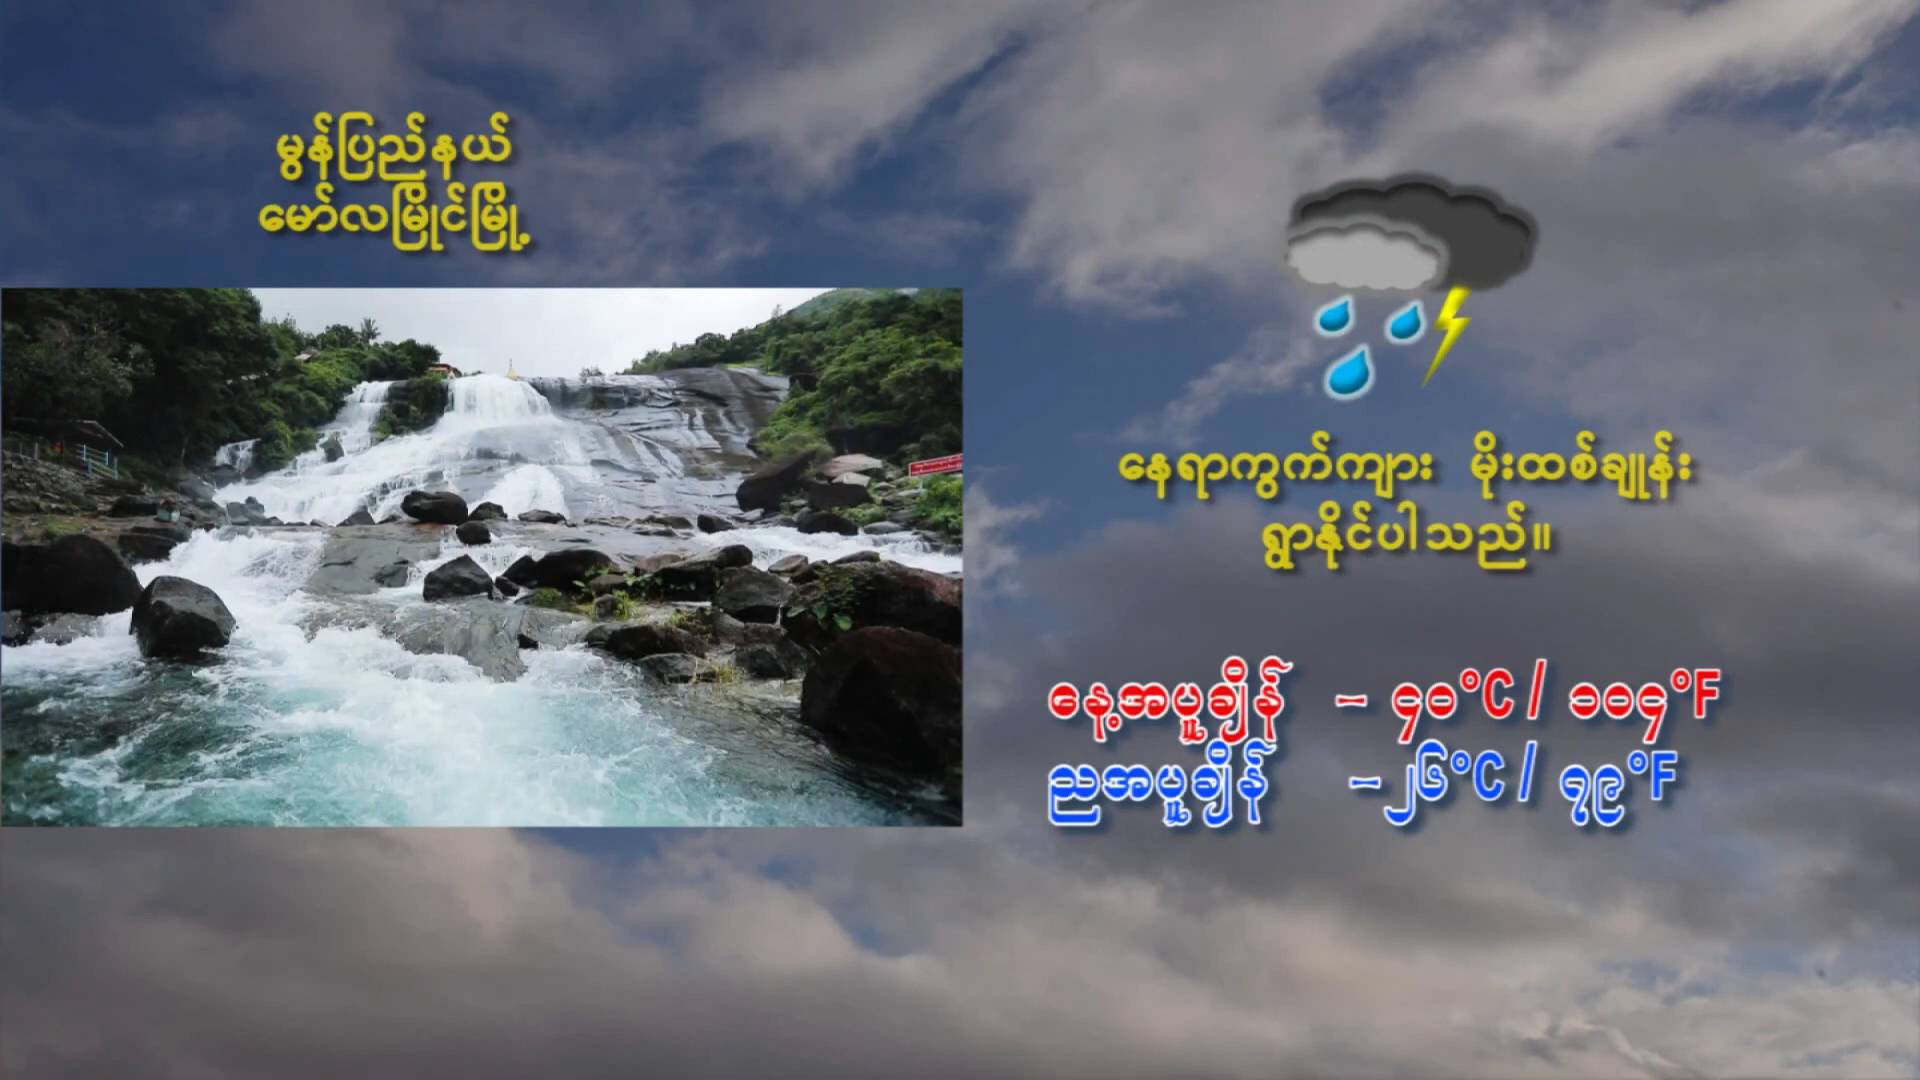 မွန်ပြည်နယ်
မော်လမြိုင်မြို့
နေရာကွက်ကျား မိုးထစ်ချုန်း
ရွာနိုင်ပါသည်။
နေ့အပူချိန် - ၄၀°C / ၁၀၄°F
ညအပူချိန် -၂၆°C / ၇၉°F